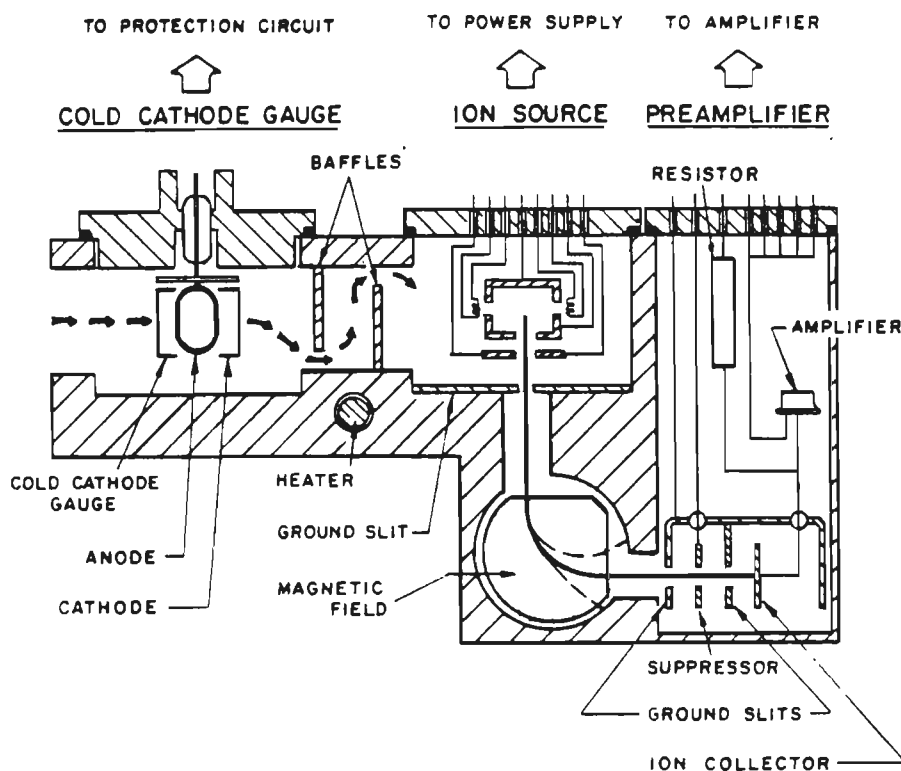 TO PROTECTION CIRCUIT
TO POWER SUPPLY
TO AMPLIFIER
COLD CATHODE GAUGE
ION SOURCE
PREAMPLIFIER
BAFFLES
RESISTOR
AMPLIFIER
COLD CATHODE
GAUGE
HEATER
GROUND SLIT
ANODE
MAGNETIC
FIELD
CATHODE
SUPPRESSOR
GROUND SLITS
ION COLLECTOR